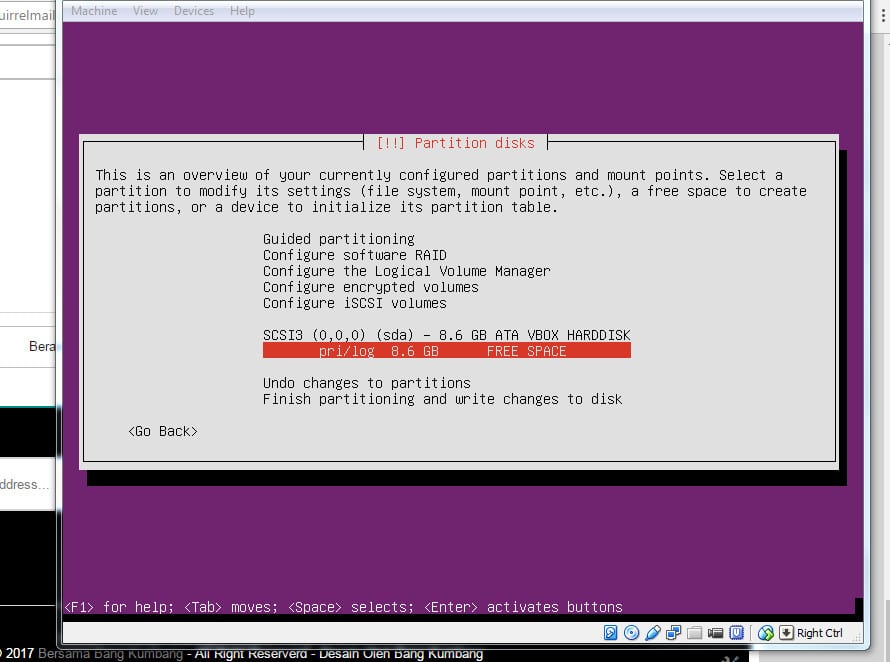 uirrelmail
Machine View Devices Help
[!!] Partition disks
This is an overview of your currently configured partitions and mount points. Select a
partition to modify its settings (file system, mount point, etc.), a free space to create
partitions, or a device to initialize its partition table.
Guided partitioning
Configure software RAID
Configure the Logical Volume Manager
Configure encrypted volumes
Configure iSCSI volumes
SCSI3 (0,0,0) (sda) - 8.6 GB ATA VBOX HARDDISK
pri/log 8.6 GB FREE SPACE
Undo changes to partitions
Finish partitioning and write changes to disk
<Go Back>
Bera
ddress...
<F1> for help; <Tab> moves; <Space> selects; <Enter> activates buttons
Right Ctrl
2017 Bersama Bang Kumbang - All Right Reserverd - Desain Oleh Bang Kumbang